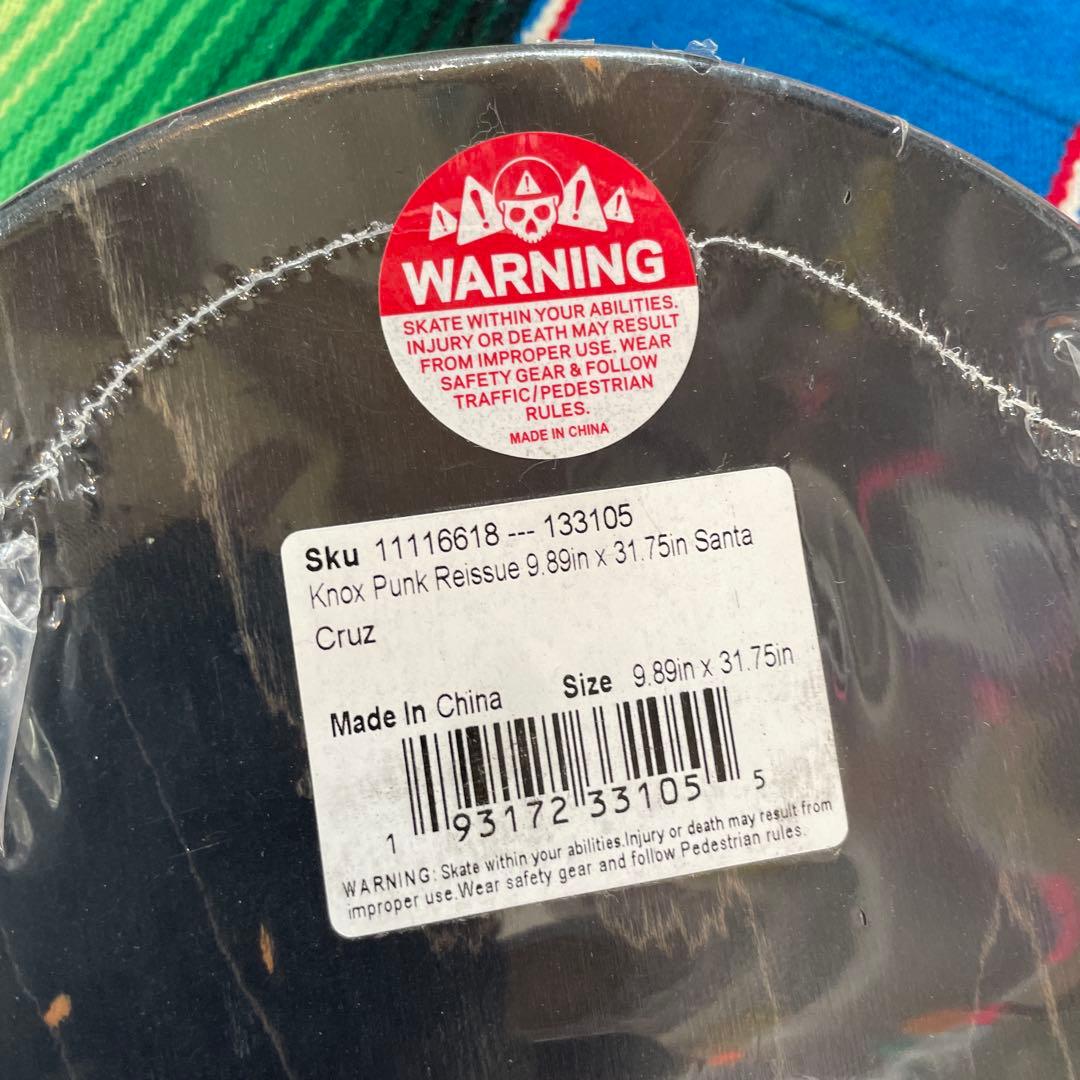 WARNING
SKATE WITHIN YOUR ABILITIES.
INJURY OR DEATH MAY RESULT
FROM IMPROPER USE. WEAR
SAFETY GEAR & FOLLOW
TRAFFIC/PEDESTRIAN
RULES.
MADE IN CHINA
Sku 11116618 --- 133105
Knox Punk Reissue 9.89in x 31.75in Santa
Cruz
Made In China Size 9.89in x 31.75in
1 93172 33105 5
WARNING: Skate within your abilities.Injury or death may result from
improper use.Wear safety gear and follow Pedestrian rules.